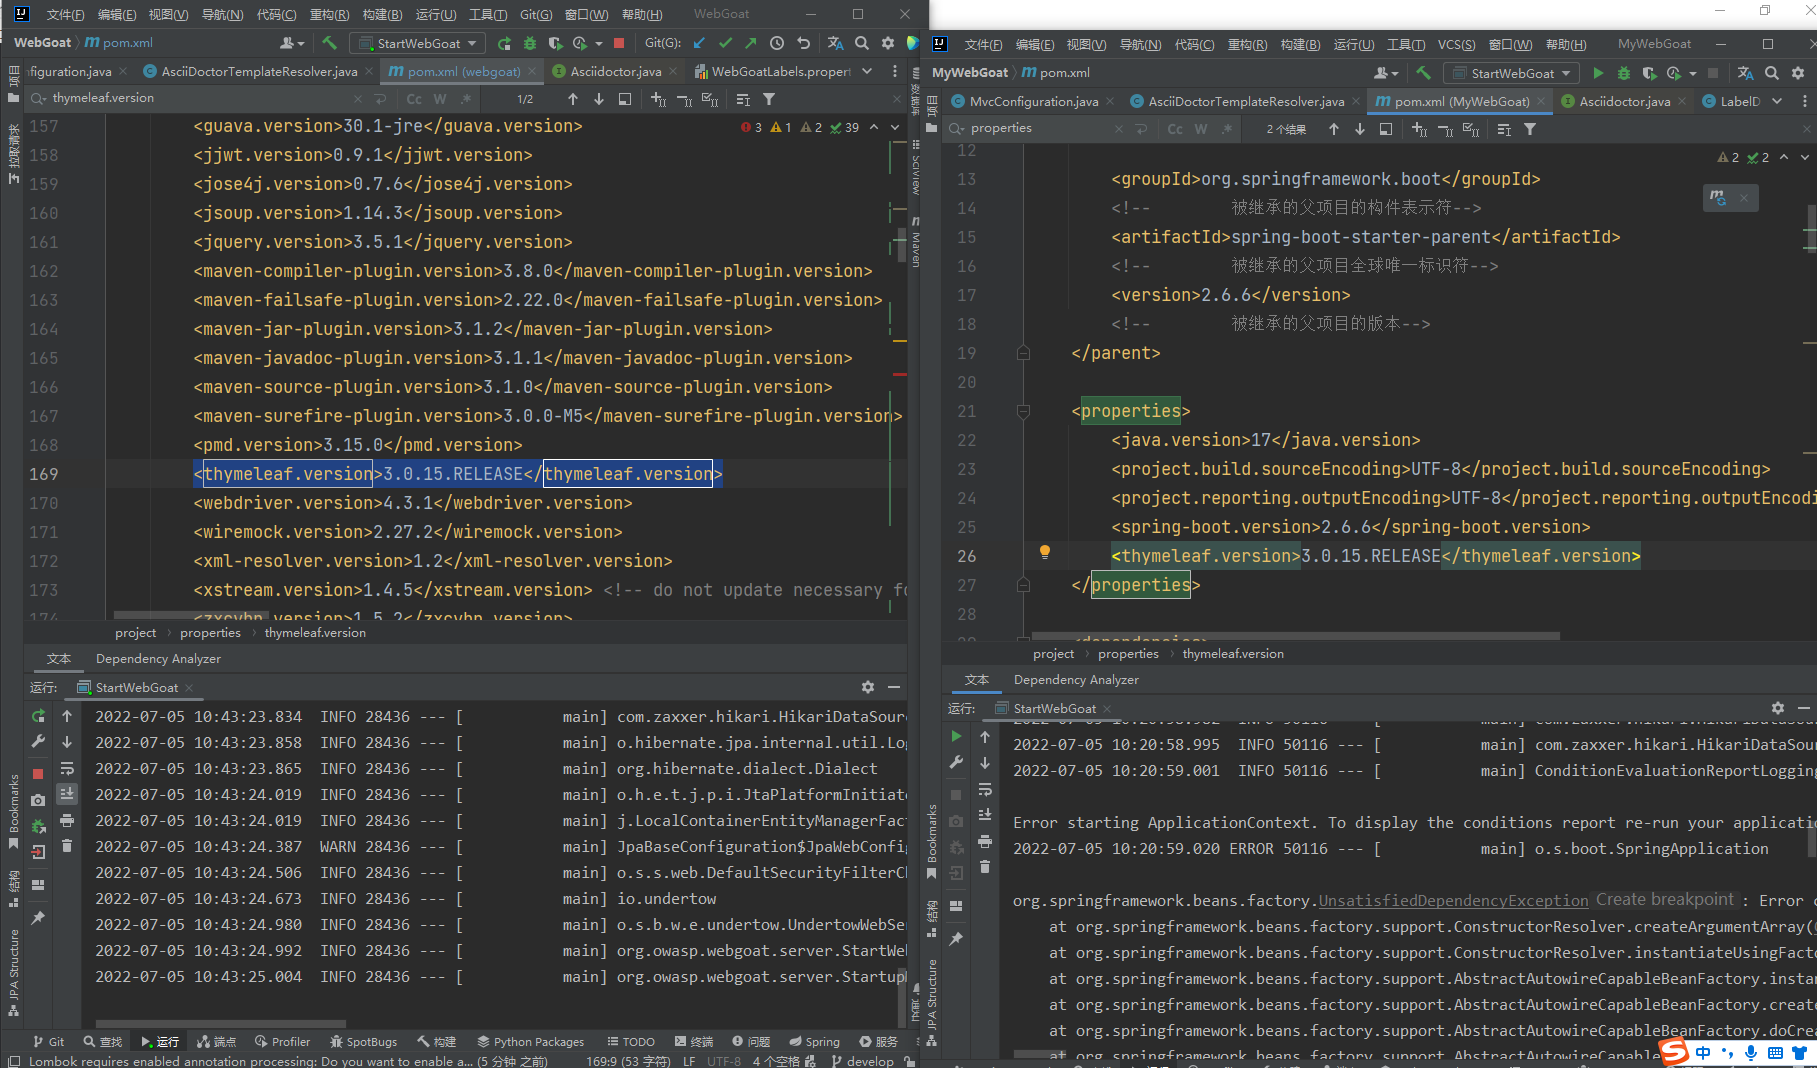 文件(F) 编辑(E) 视图(V) 导航(N) 代码(C) 重构(R) 构建(B) 运行(U) 工具(T) Git(G) 窗口(W) 帮助(H) WebGoat
WebGoat pom.xml StartWebGoat Git(G):
nfiguration.java AsciiDoctorTemplateResolver.java pom.xml (webgoat) Asciidoctor.java WebGoatLabels.propert
thymeleaf.version Cc W .* 1/2
3 1 2 39
157 <guava.version>30.1-jre</guava.version>
158 <jjwt.version>0.9.1</jjwt.version>
159 <jose4j.version>0.7.6</jose4j.version>
160 <jsoup.version>1.14.3</jsoup.version>
161 <jquery.version>3.5.1</jquery.version>
162 <maven-compiler-plugin.version>3.8.0</maven-compiler-plugin.version>
163 <maven-failsafe-plugin.version>2.22.0</maven-failsafe-plugin.version>
164 <maven-jar-plugin.version>3.1.2</maven-jar-plugin.version>
165 <maven-javadoc-plugin.version>3.1.1</maven-javadoc-plugin.version>
166 <maven-source-plugin.version>3.1.0</maven-source-plugin.version>
167 <maven-surefire-plugin.version>3.0.0-M5</maven-surefire-plugin.version>
168 <pmd.version>3.15.0</pmd.version>
169 <thymeleaf.version>3.0.15.RELEASE</thymeleaf.version>
170 <webdriver.version>4.3.1</webdriver.version>
171 <wiremock.version>2.27.2</wiremock.version>
172 <xml-resolver.version>1.2</xml-resolver.version>
173 <xstream.version>1.4.5</xstream.version> <!-- do not update necessary fo
174 <zxcvbn.version>1.5.2</zxcvbn.version>
project properties thymeleaf.version
文本 Dependency Analyzer
运行: StartWebGoat
2022-07-05 10:43:23.834 INFO 28436 --- [ main] com.zaxxer.hikari.HikariDataSour
2022-07-05 10:43:23.858 INFO 28436 --- [ main] o.hibernate.jpa.internal.util.Lo
2022-07-05 10:43:23.865 INFO 28436 --- [ main] org.hibernate.dialect.Dialect
2022-07-05 10:43:24.019 INFO 28436 --- [ main] o.h.e.t.j.p.i.JtaPlatformInitiat
2022-07-05 10:43:24.019 INFO 28436 --- [ main] j.LocalContainerEntityManagerFac
2022-07-05 10:43:24.387 WARN 28436 --- [ main] JpaBaseConfiguration$JpaWebConfi
2022-07-05 10:43:24.506 INFO 28436 --- [ main] o.s.s.web.DefaultSecurityFilterC
2022-07-05 10:43:24.673 INFO 28436 --- [ main] io.undertow
2022-07-05 10:43:24.980 INFO 28436 --- [ main] o.s.b.w.e.undertow.UndertowWebSe
2022-07-05 10:43:24.992 INFO 28436 --- [ main] org.owasp.webgoat.server.StartWe
2022-07-05 10:43:25.004 INFO 28436 --- [ main] org.owasp.webgoat.server.Startup
Git 查找 运行 端点 Profiler SpotBugs 构建 Python Packages TODO 终端 问题 Spring 服务
Lombok requires enabled annotation processing: Do you want to enable a... (5 分钟 之前) 169:9 (53 字符) LF UTF-8 4 个空格 develop
项目
拉取请求
Bookmarks
结构
JPA Structure
数据库
SciView
Maven
通知
文件(F) 编辑(E) 视图(V) 导航(N) 代码(C) 重构(R) 构建(B) 运行(U) 工具(T) VCS(S) 窗口(W) 帮助(H) MyWebGoat
MyWebGoat pom.xml StartWebGoat
MvcConfiguration.java AsciiDoctorTemplateResolver.java pom.xml (MyWebGoat) Asciidoctor.java LabelD
properties Cc W .* 2 个结果
2 2
12
13 <groupId>org.springframework.boot</groupId>
14 <!-- 被继承的父项目的构件表示符-->
15 <artifactId>spring-boot-starter-parent</artifactId>
16 <!-- 被继承的父项目全球唯一标识符-->
17 <version>2.6.6</version>
18 <!-- 被继承的父项目的版本-->
19 </parent>
20
21 <properties>
22 <java.version>17</java.version>
23 <project.build.sourceEncoding>UTF-8</project.build.sourceEncoding>
24 <project.reporting.outputEncoding>UTF-8</project.reporting.outputEncodi
25 <spring-boot.version>2.6.6</spring-boot.version>
26 <thymeleaf.version>3.0.15.RELEASE</thymeleaf.version>
27 </properties>
28
<dependencies>
project properties thymeleaf.version
文本 Dependency Analyzer
运行: StartWebGoat
2022-07-05 10:20:58.995 INFO 50116 --- [ main] com.zaxxer.hikari.HikariDataSou
2022-07-05 10:20:59.001 INFO 50116 --- [ main] ConditionEvaluationReportLoggin
Error starting ApplicationContext. To display the conditions report re-run your applicatio
2022-07-05 10:20:59.020 ERROR 50116 --- [ main] o.s.boot.SpringApplication
org.springframework.beans.factory.UnsatisfiedDependencyException Create breakpoint : Error c
at org.springframework.beans.factory.support.ConstructorResolver.createArgumentArray(
at org.springframework.beans.factory.support.ConstructorResolver.instantiateUsingFact
at org.springframework.beans.factory.support.AbstractAutowireCapableBeanFactory.instan
at org.springframework.beans.factory.support.AbstractAutowireCapableBeanFactory.create
at org.springframework.beans.factory.support.AbstractAutowireCapableBeanFactory.doCrea
at org.springframework.beans.factory.support.AbstractAutowireCapable
项目
Bookmarks
结构
JPA Structure
中